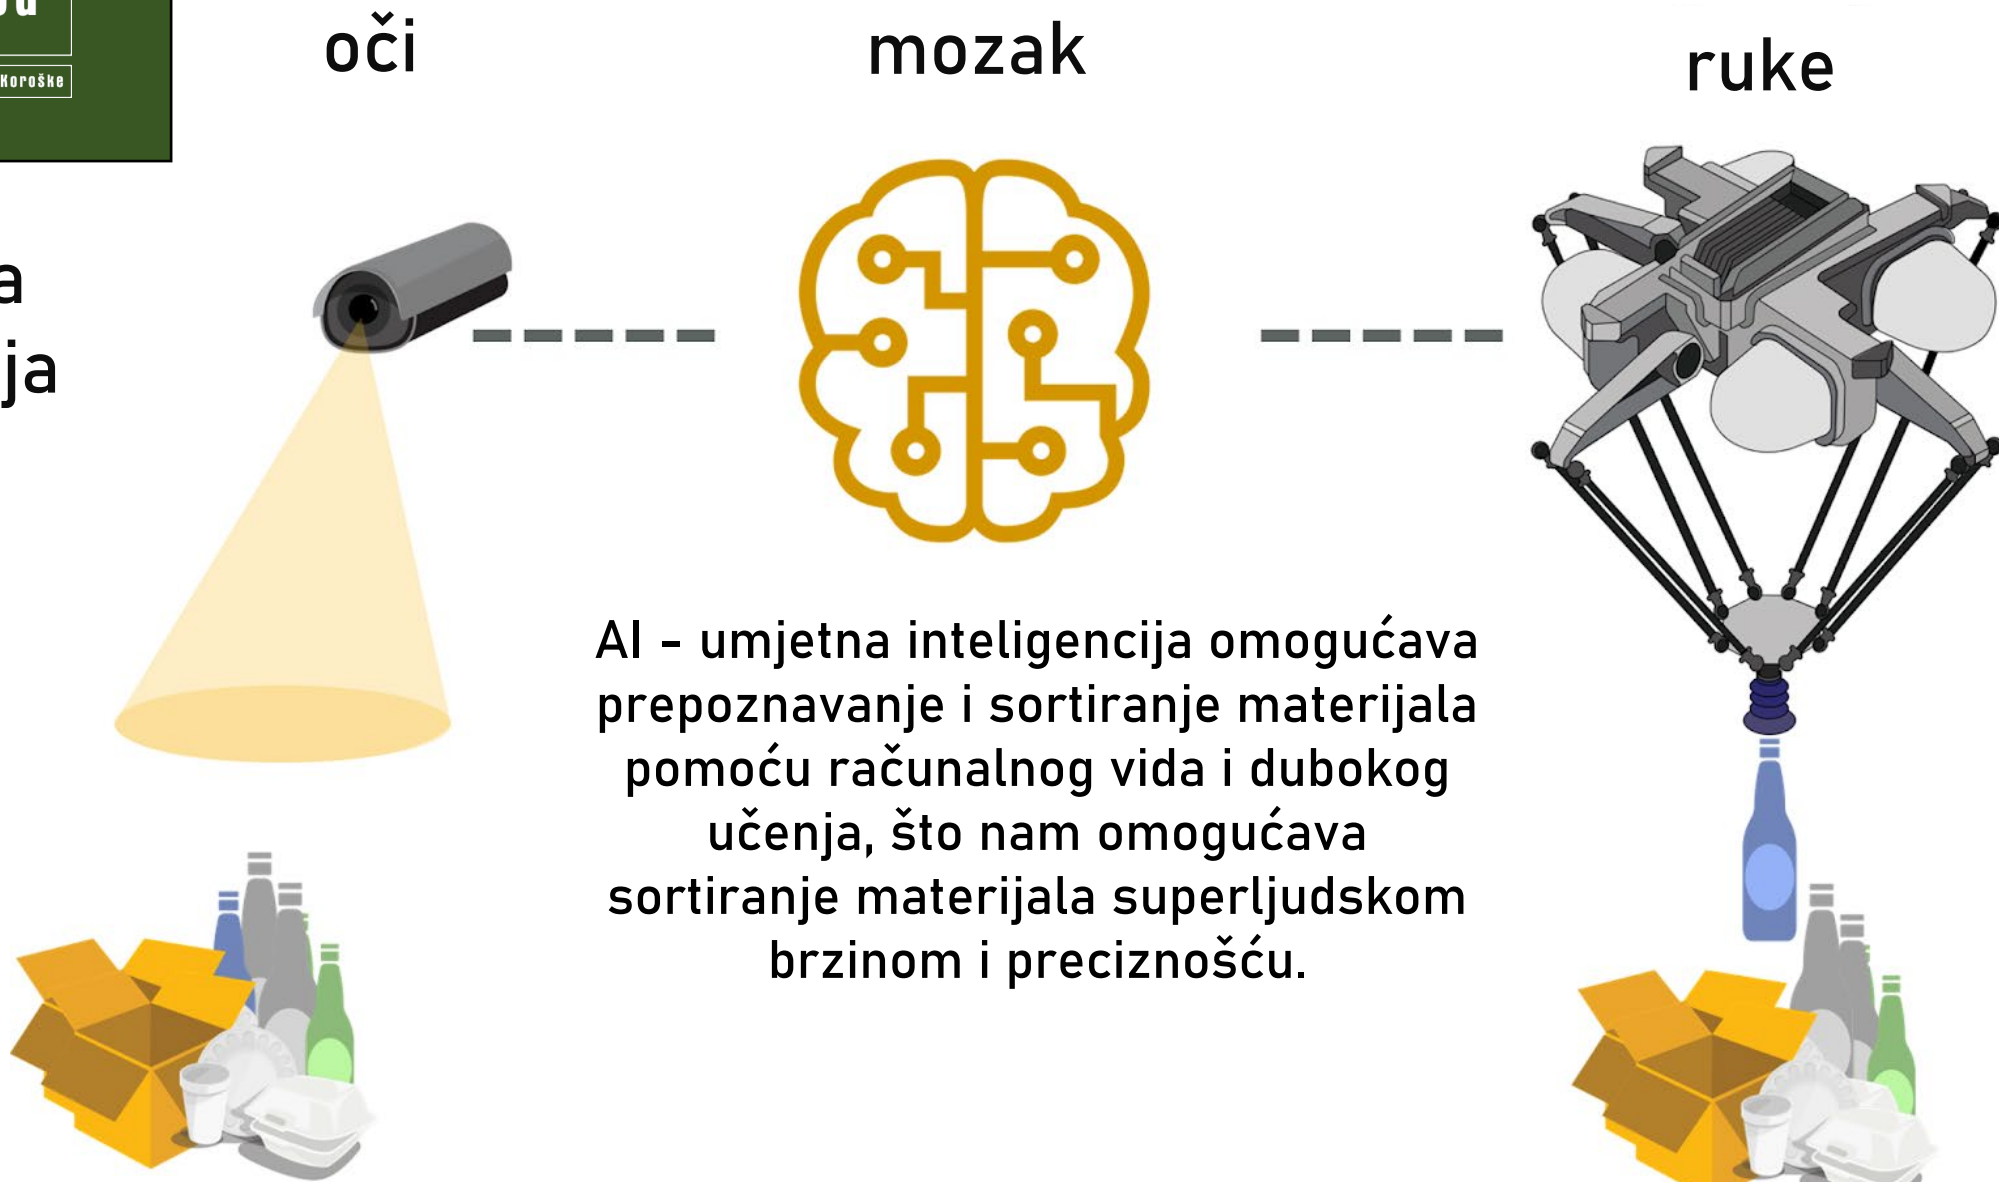 Koroške
oči
mozak
ruke
AI - umjetna inteligencija omogućava
prepoznavanje i sortiranje materijala
pomoću računalnog vida i dubokog
učenja, što nam omogućava
sortiranje materijala superljudskom
brzinom i preciznošću.